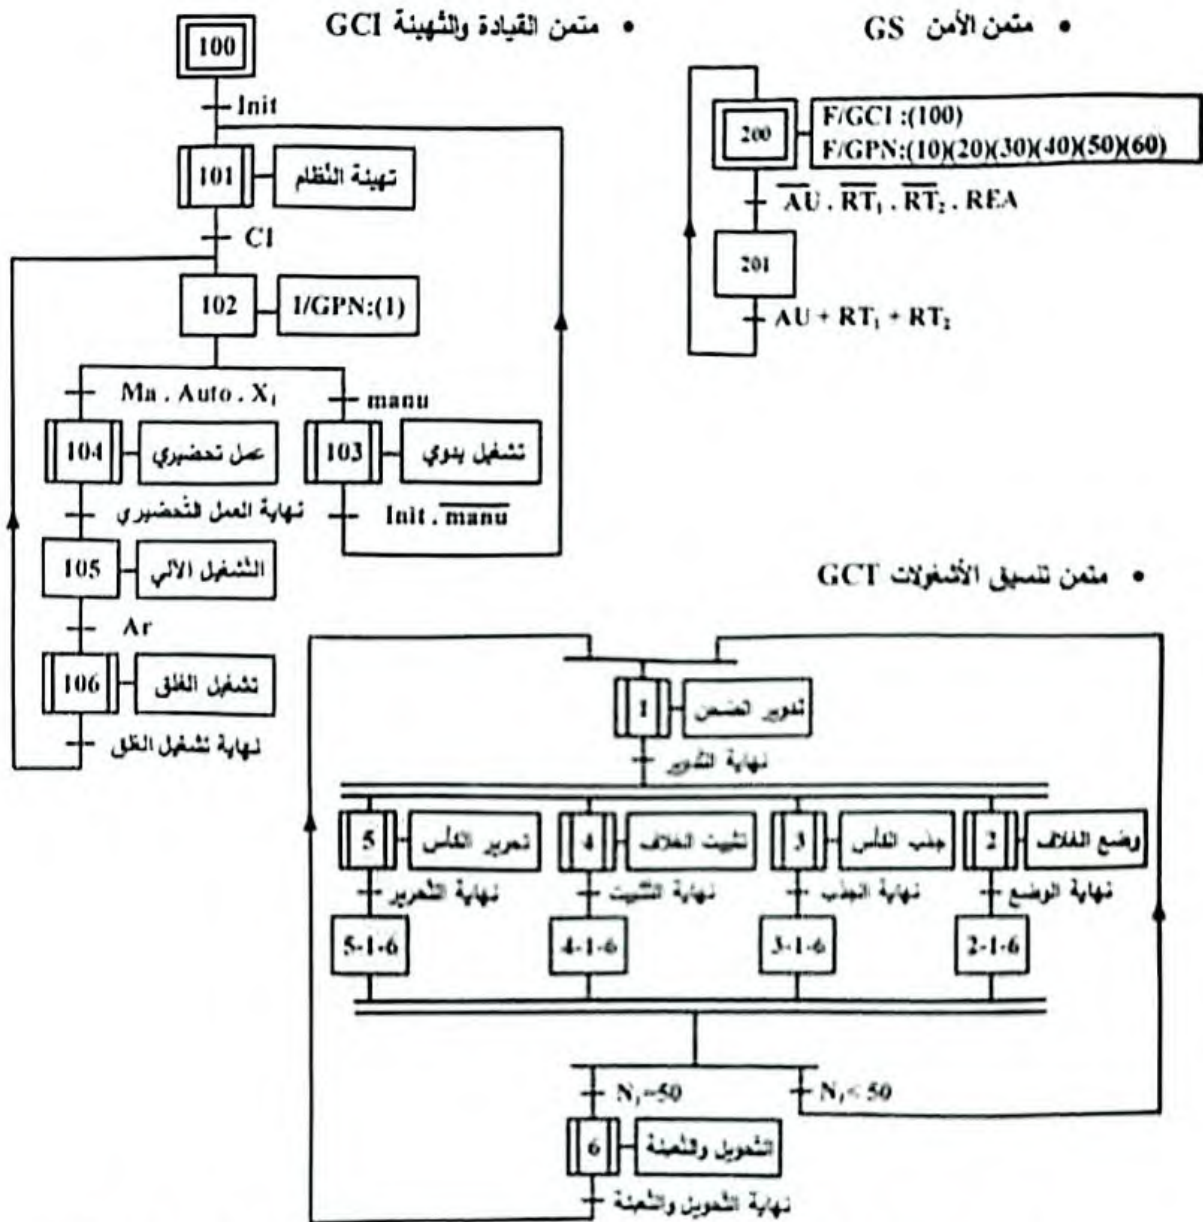 • متمن القيادة والتهيئة GCI
100
Init
101
تهيئة النظام
CI
102
I/GPN:(1)
Ma . Auto . X₁
manu
104
عمل تحضيري
103
تشغيل يدوي
نهاية العمل التحضيري
Init . m̅a̅n̅u̅
105
التشغيل الآلي
Ar
106
تشغيل الغلق
نهاية تشغيل الغلق
• متمن الأمن GS
200
F/GCI :(100)
F/GPN:(10)(20)(30)(40)(50)(60)
A̅U̅ . R̅T̅₁ . R̅T̅₂ . REA
201
AU + RT₁ + RT₂
• متمن تنسيق الأشغولات GCT
1
تدوير الصحن
نهاية التدوير
5
تحرير الكأس
4
تثبيت الغلاف
3
جذب الكأس
2
وضع الغلاف
نهاية التحرير
نهاية التثبيت
نهاية الجذب
نهاية الوضع
5-1-6
4-1-6
3-1-6
2-1-6
N₁=50
N₁< 50
6
التحويل والتعبئة
نهاية التحويل والتعبئة